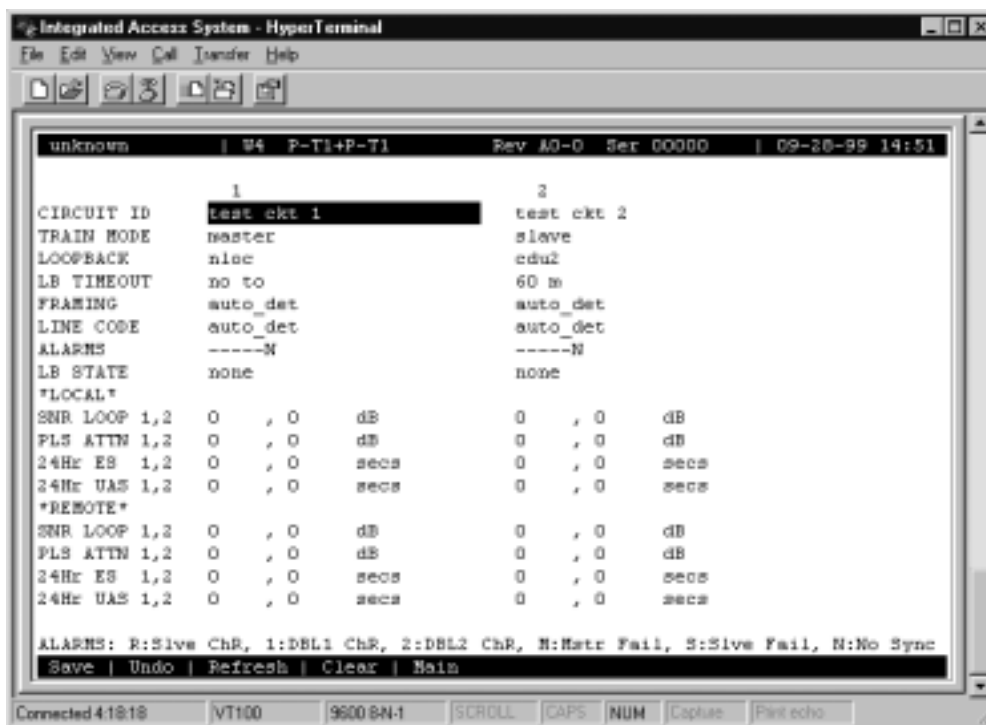 Integrated Access System - HyperTerminal
File Edit View Call Transfer Help
unknown | W4 P-T1+P-T1 Rev A0-0 Ser 00000 | 09-28-99 14:51
1 2
CIRCUIT ID test ckt 1 test ckt 2
TRAIN MODE master slave
LOOPBACK nloc cdu2
LB TIMEOUT no to 60 m
FRAMING auto_det auto_det
LINE CODE auto_det auto_det
ALARMS -----N -----N
LB STATE none none
*LOCAL*
SNR LOOP 1,2 0 , 0 dB 0 , 0 dB
PLS ATTN 1,2 0 , 0 dB 0 , 0 dB
24Hr ES 1,2 0 , 0 secs 0 , 0 secs
24Hr UAS 1,2 0 , 0 secs 0 , 0 secs
*REMOTE*
SNR LOOP 1,2 0 , 0 dB 0 , 0 dB
PLS ATTN 1,2 0 , 0 dB 0 , 0 dB
24Hr ES 1,2 0 , 0 secs 0 , 0 secs
24Hr UAS 1,2 0 , 0 secs 0 , 0 secs
ALARMS: R:Slve ChR, 1:DBL1 ChR, 2:DBL2 ChR, M:Mstr Fail, S:Slve Fail, N:No Sync
Save | Undo | Refresh | Clear | Main
Connected 4:18:18 VT100 9600 8-N-1 SCROLL CAPS NUM Capture Print echo